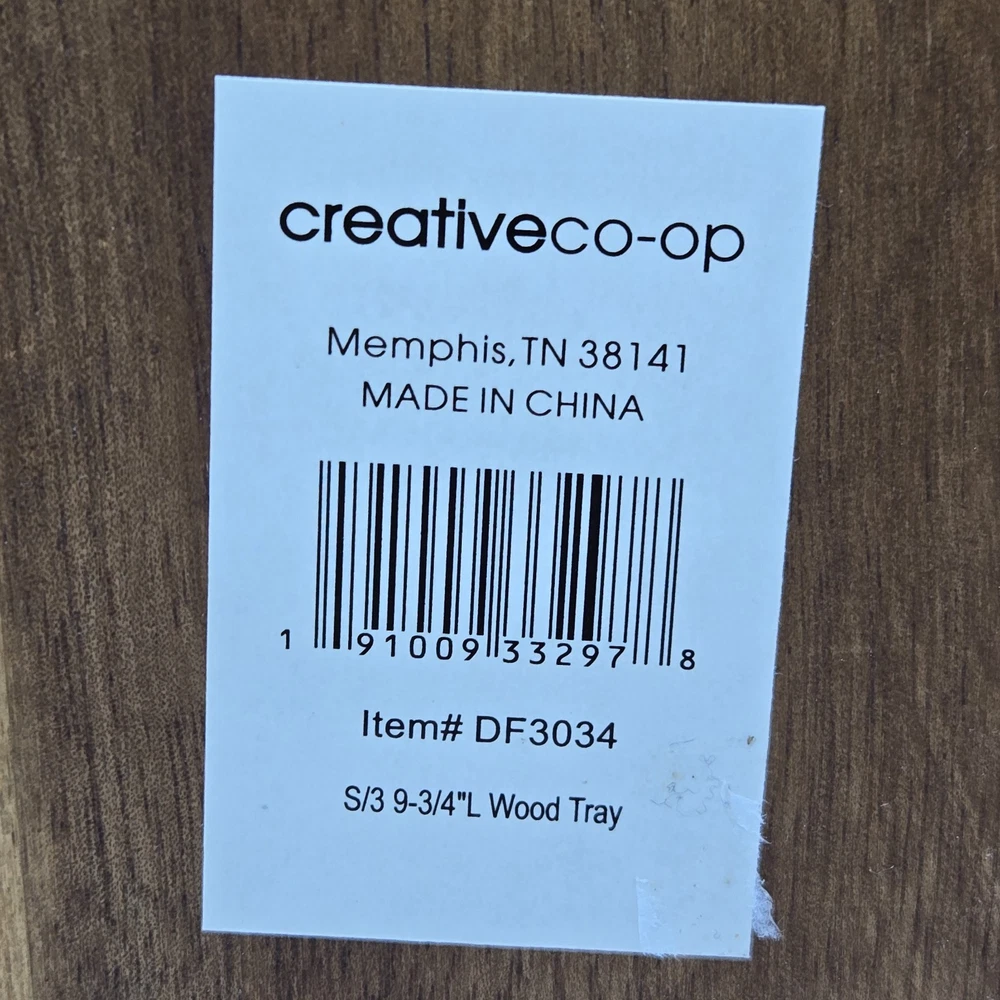 creativeco-op
Memphis, TN 38141
MADE IN CHINA
1 91009 33297 8
Item# DF3034
S/3 9-3/4"L Wood Tray